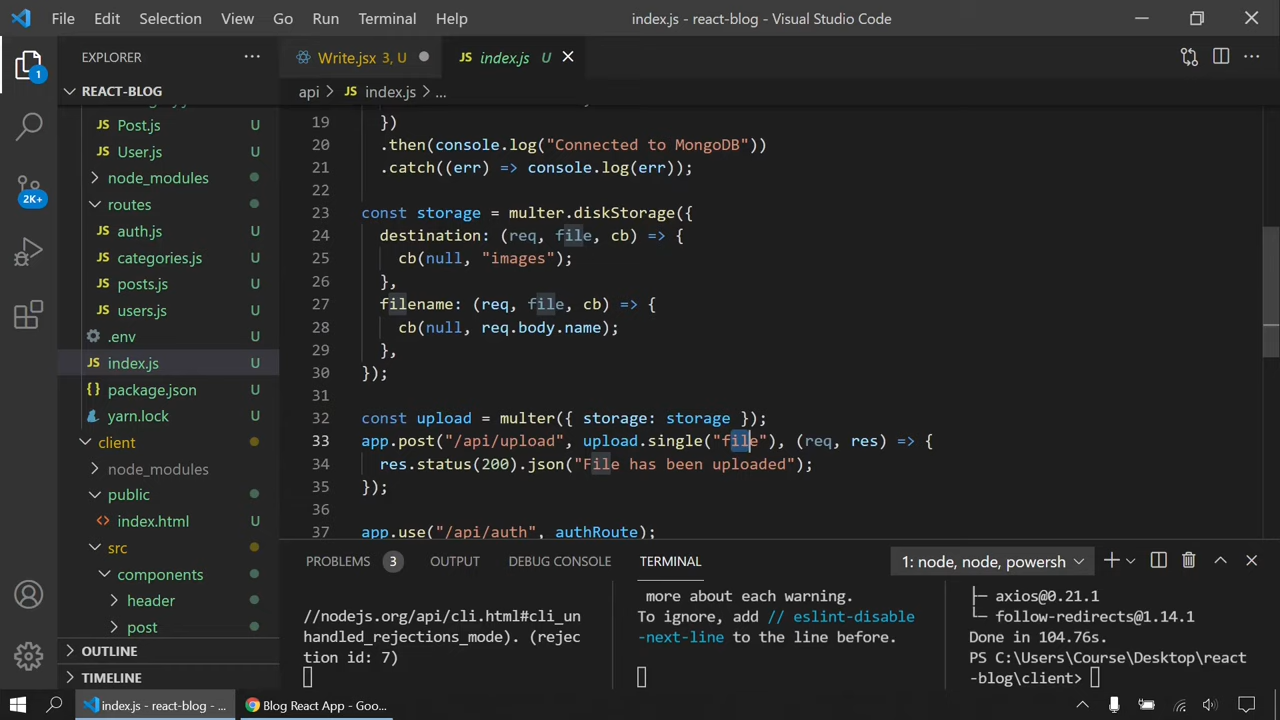 File Edit Selection View Go Run Terminal Help index.js - react-blog - Visual Studio Code
EXPLORER
Write.jsx 3, U
JS index.js U
REACT-BLOG
api > JS index.js > ...
JS Post.js U
JS User.js U
node_modules
routes
JS auth.js U
JS categories.js U
JS posts.js U
JS users.js U
.env U
JS index.js U
{} package.json U
yarn.lock U
client
node_modules
public
<> index.html U
src
components
header
post
OUTLINE
TIMELINE
1
2K+
19 })
20 .then(console.log("Connected to MongoDB"))
21 .catch((err) => console.log(err));
22
23 const storage = multer.diskStorage({
24 destination: (req, file, cb) => {
25 cb(null, "images");
26 },
27 filename: (req, file, cb) => {
28 cb(null, req.body.name);
29 },
30 });
31
32 const upload = multer({ storage: storage });
33 app.post("/api/upload", upload.single("file"), (req, res) => {
34 res.status(200).json("File has been uploaded");
35 });
36
37 app.use("/api/auth", authRoute);
PROBLEMS 3 OUTPUT DEBUG CONSOLE TERMINAL 1: node, node, powersh
//nodejs.org/api/cli.html#cli_un
handled_rejections_mode). (rejec
tion id: 7)
more about each warning.
To ignore, add // eslint-disable
-next-line to the line before.
├─ axios@0.21.1
└─ follow-redirects@1.14.1
Done in 104.76s.
PS C:\Users\Course\Desktop\react
-blog\client>
index.js - react-blog - ...
Blog React App - Goo...